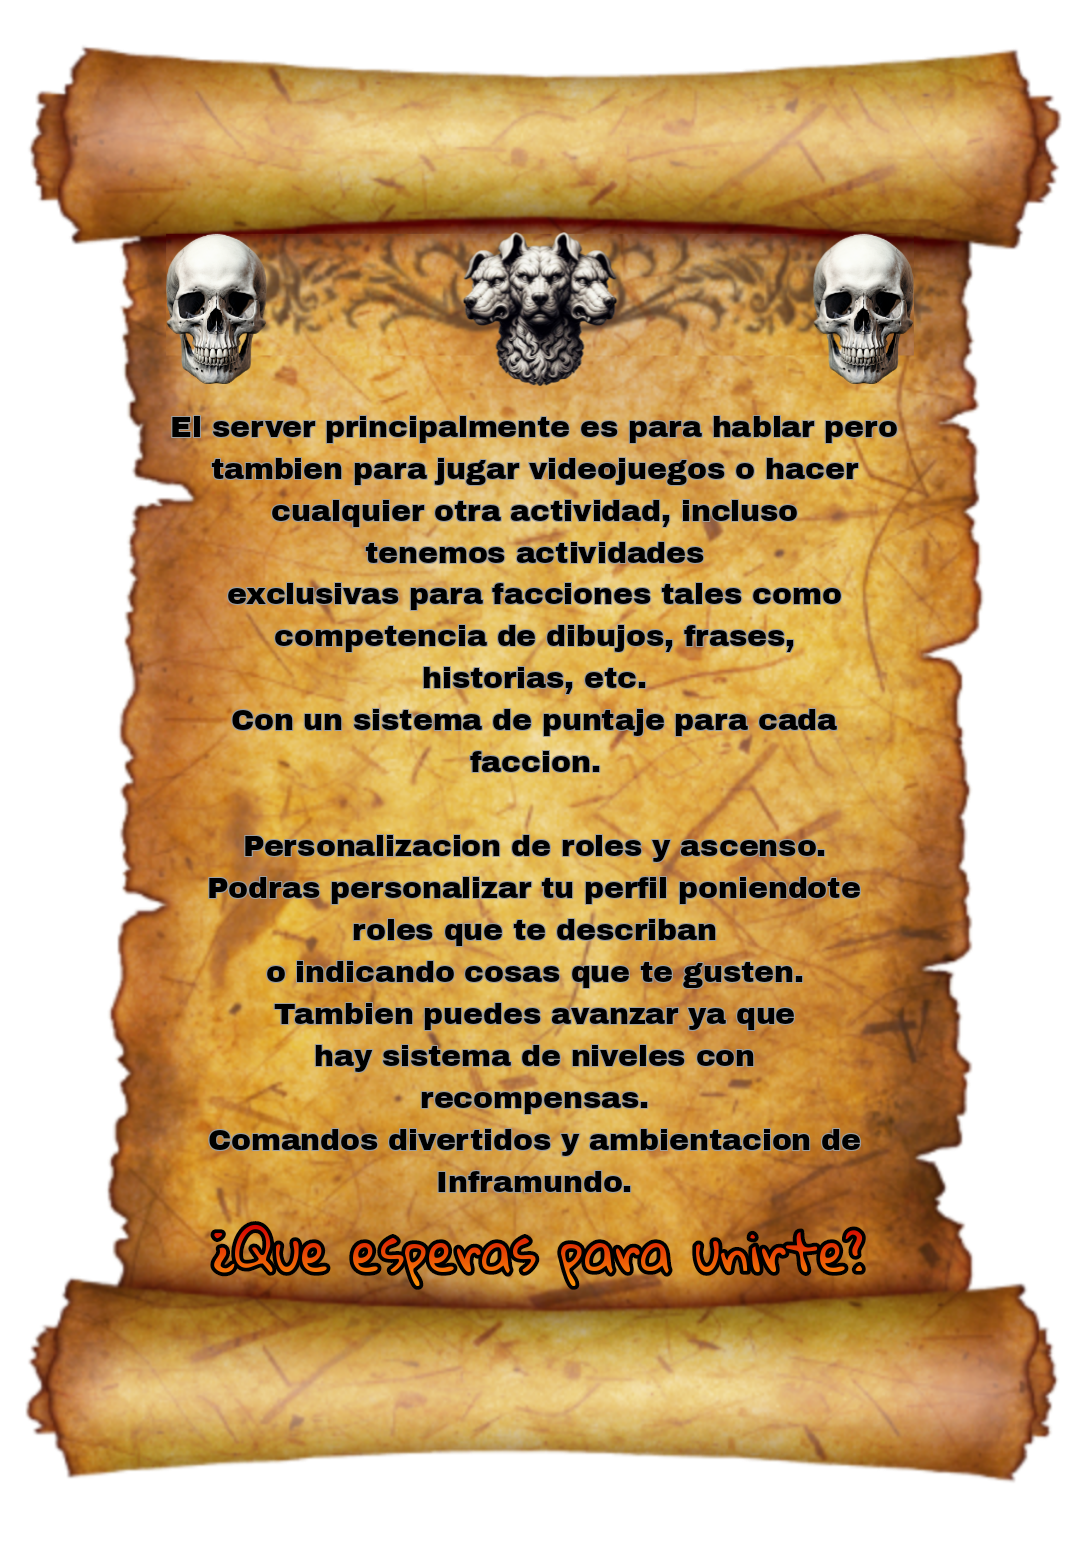 El server principalmente es para hablar pero
tambien para jugar videojuegos o hacer
cualquier otra actividad, incluso
tenemos actividades
exclusivas para facciones tales como
competencia de dibujos, frases,
historias, etc.
Con un sistema de puntaje para cada
faccion.
Personalizacion de roles y ascenso.
Podras personalizar tu perfil poniendote
roles que te describan
o indicando cosas que te gusten.
Tambien puedes avanzar ya que
hay sistema de niveles con
recompensas.
Comandos divertidos y ambientacion de
Inframundo.
¿Que esperas para unirte?